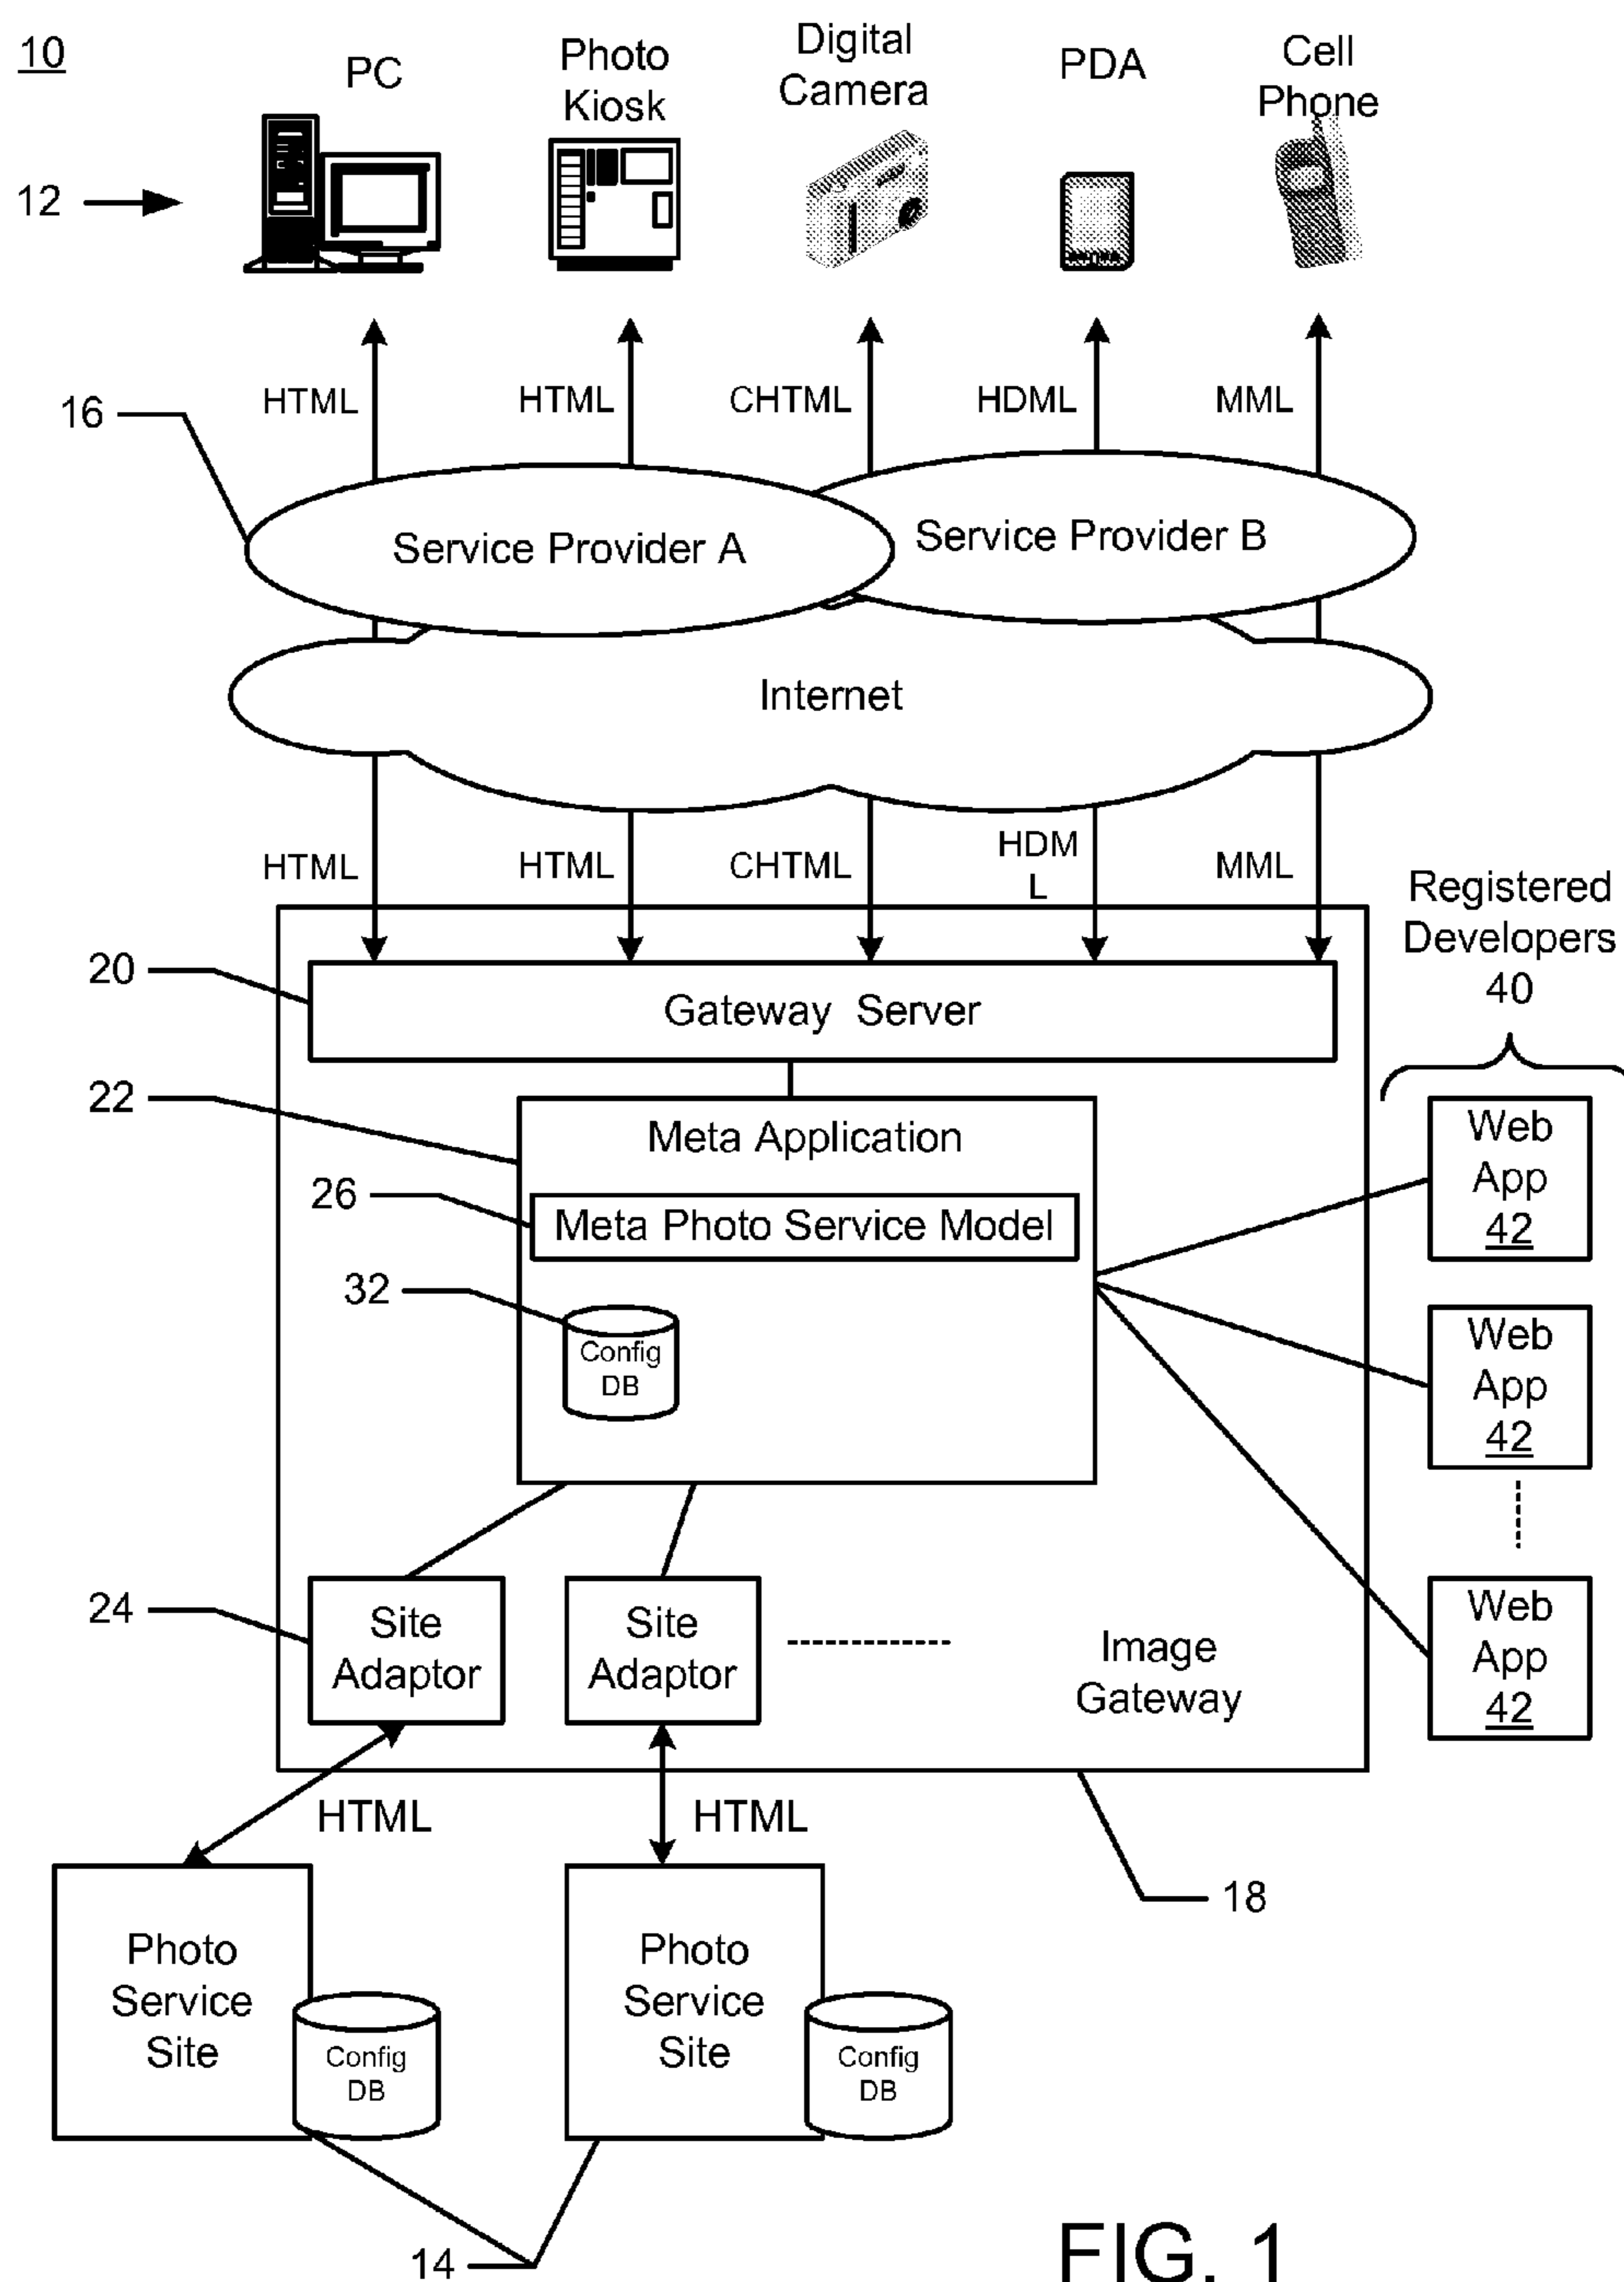 10
PC
Photo
Kiosk
Digital
Camera
PDA
Cell
Phone
12
16
HTML
HTML
CHTML
HDML
MML
Service Provider A
Service Provider B
Internet
HTML
HTML
CHTML
HDM
L
MML
Registered
Developers
40
20
Gateway Server
22
Meta Application
26
Meta Photo Service Model
32
Config
DB
Web
App
42
Web
App
42
Web
App
42
24
Site
Adaptor
Site
Adaptor
Image
Gateway
HTML
HTML
18
Photo
Service
Site
Config
DB
Photo
Service
Site
Config
DB
14
FIG. 1